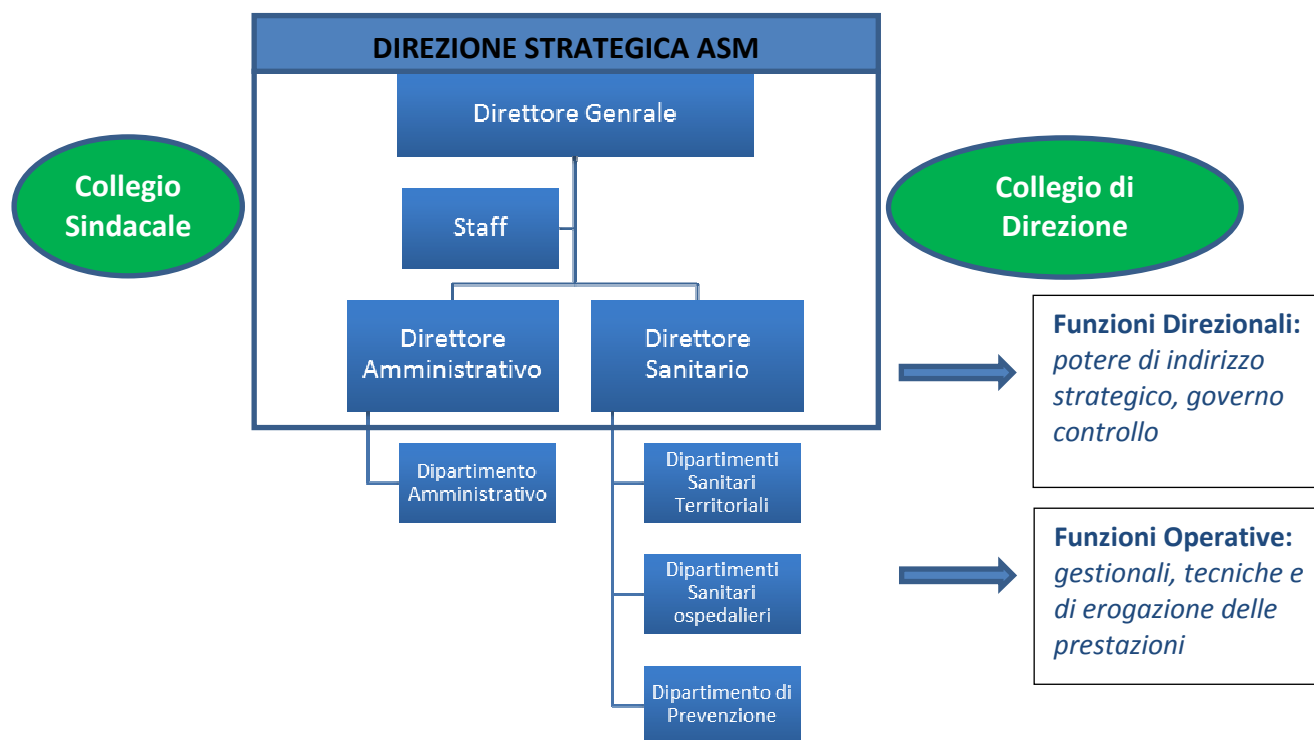 DIREZIONE STRATEGICA ASM
Direttore Genrale
Collegio
Sindacale
Collegio di
Direzione
Staff
Direttore
Amministrativo
Direttore
Sanitario
Funzioni Direzionali:
potere di indirizzo
strategico, governo
controllo
Dipartimento
Amministrativo
Dipartimenti
Sanitari
Territoriali
Dipartimenti
Sanitari
ospedalieri
Funzioni Operative:
gestionali, tecniche e
di erogazione delle
prestazioni
Dipartimento di
Prevenzione